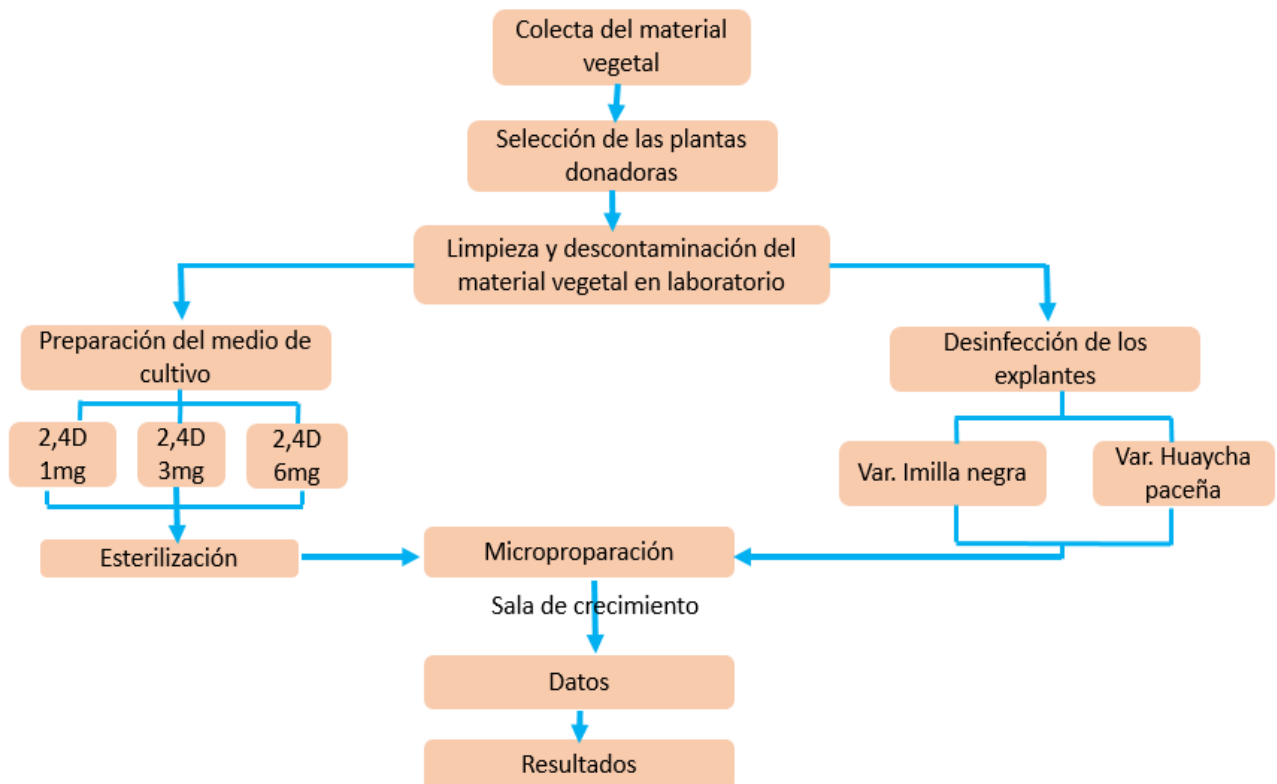 Colecta del material
vegetal
Selección de las plantas
donadoras
Limpieza y descontaminación del
material vegetal en laboratorio
Preparación del medio de
cultivo
2,4D
1mg
2,4D
3mg
2,4D
6mg
Esterilización
Desinfección de los
explantes
Var. Imilla negra
Var. Huaycha
paceña
Microproparación
Sala de crecimiento
Datos
Resultados